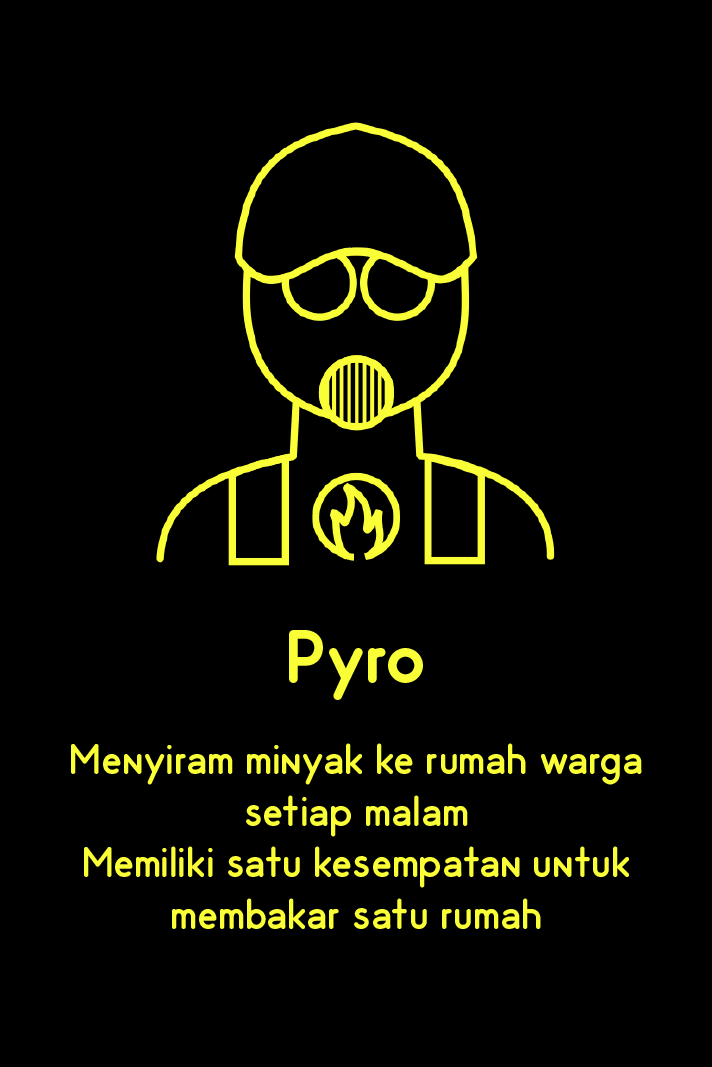 Pyro
Menyiram minyak ke rumah warga
setiap malam
Memiliki satu kesempatan untuk
membakar satu rumah